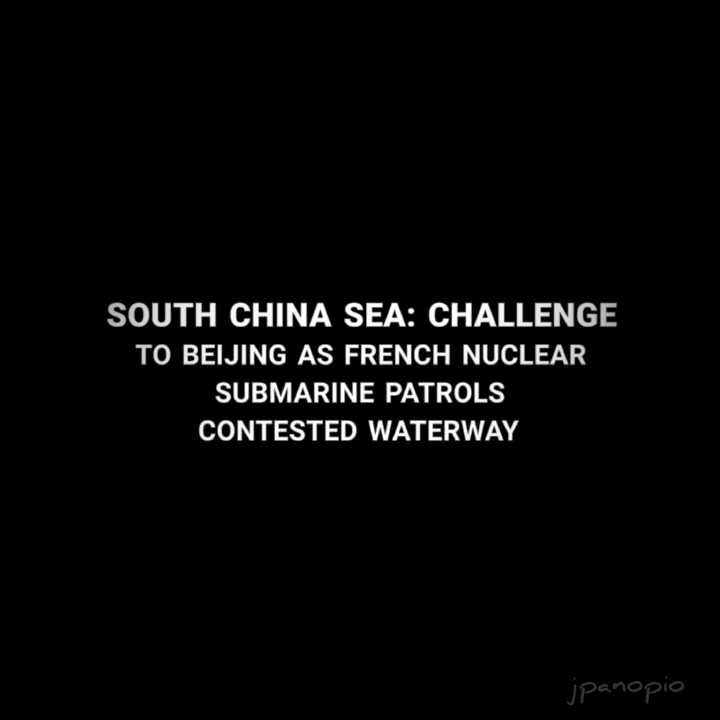 SOUTH CHINA SEA: CHALLENGE
TO BEIJING AS FRENCH NUCLEAR
SUBMARINE PATROLS
CONTESTED WATERWAY
jpanopio